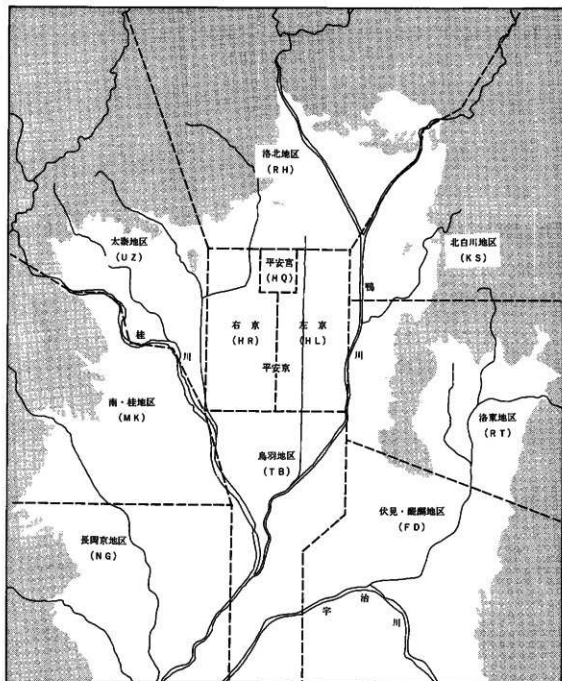 洛北地区
(RH)
太秦地区
(UZ)
北白川地区
(KS)
平安宮
(HQ)
鴨
川
右京
(HR)
左京
(HL)
平安京
桂
川
南・桂地区
(MK)
洛東地区
(RT)
鳥羽地区
(TB)
伏見・醍醐地区
(FD)
長岡京地区
(NG)
宇
治
川